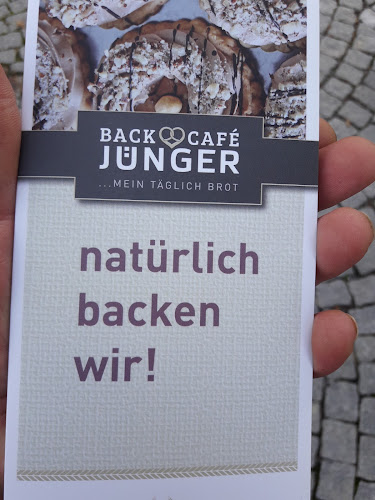 BACK CAFÉ
JÜNGER
...MEIN TÄGLICH BROT
natürlich
backen
wir!